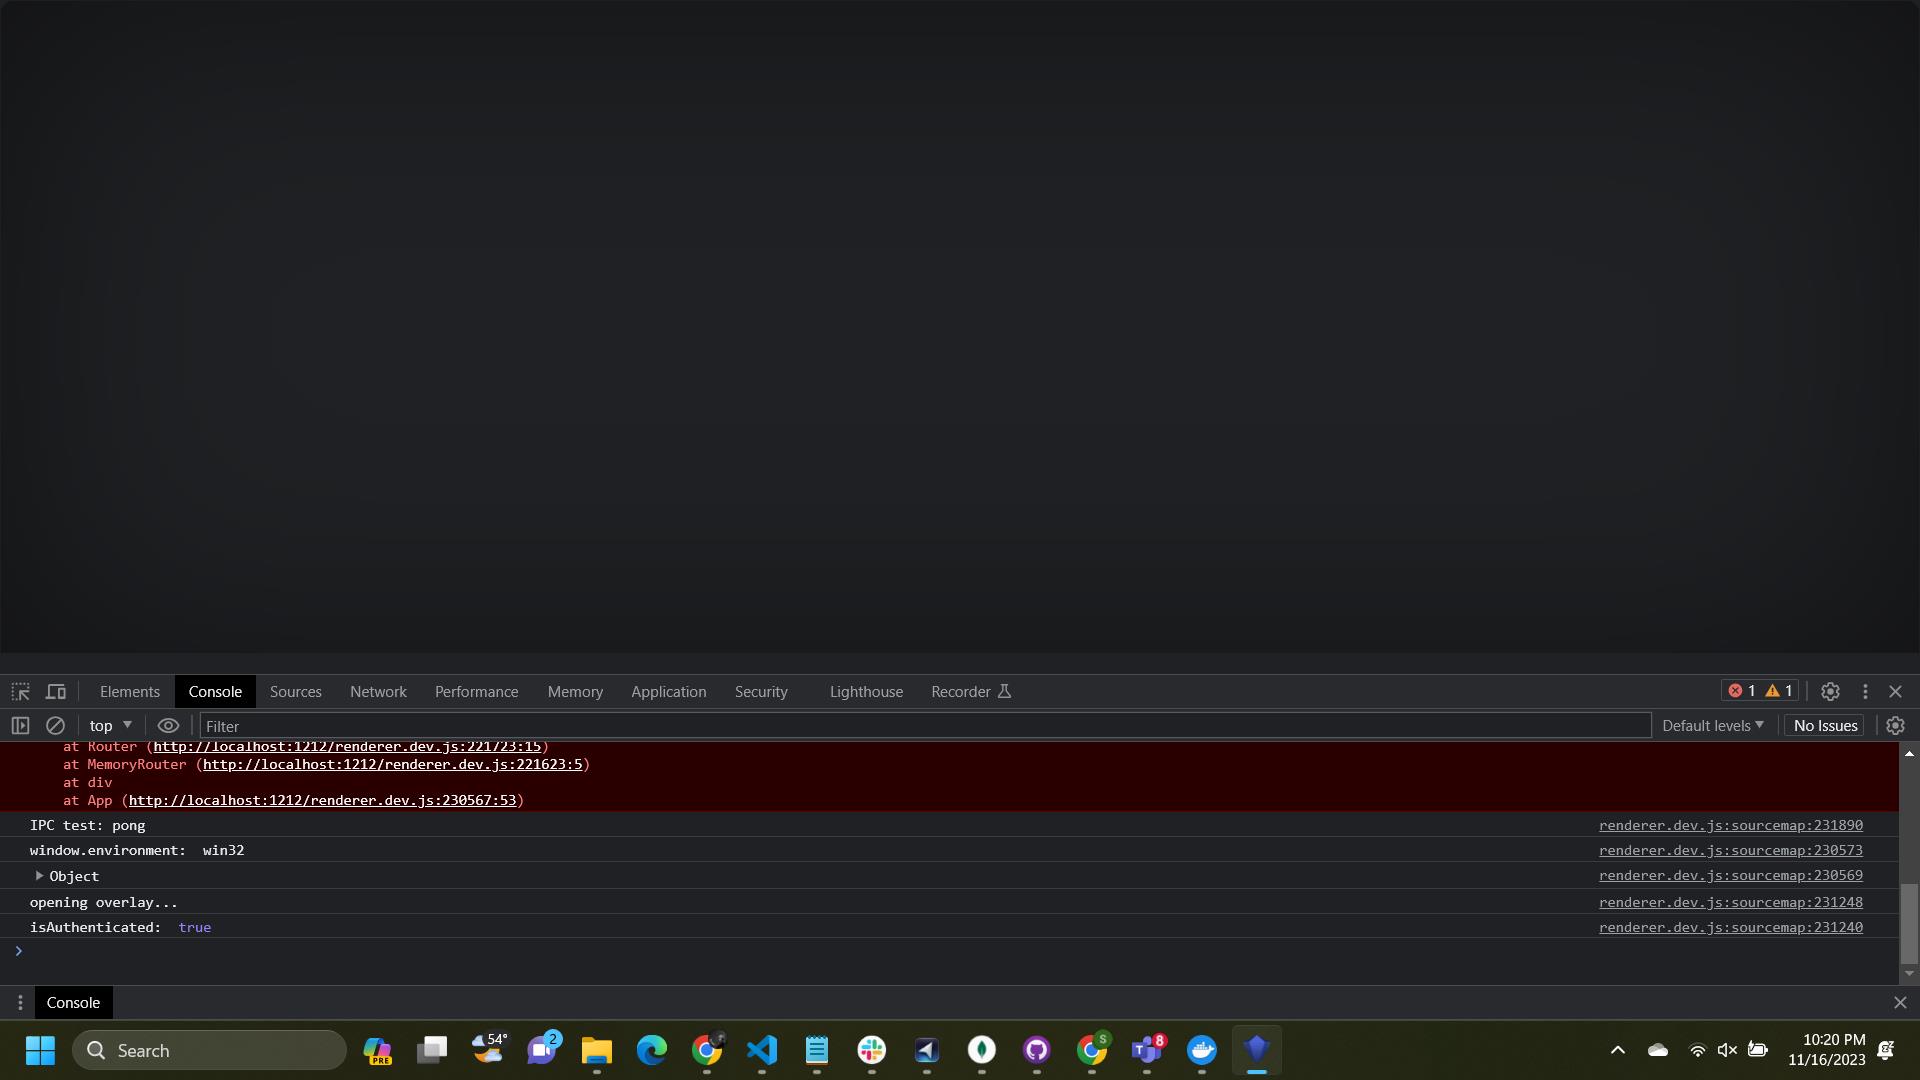 Elements Console Sources Network Performance Memory Application Security Lighthouse Recorder 1 1
top Filter Default levels No Issues
at Router (http://localhost:1212/renderer.dev.js:221723:15)
at MemoryRouter (http://localhost:1212/renderer.dev.js:221623:5)
at div
at App (http://localhost:1212/renderer.dev.js:230567:53)
IPC test: pong renderer.dev.js:sourcemap:231890
window.environment: win32 renderer.dev.js:sourcemap:230573
Object renderer.dev.js:sourcemap:230569
opening overlay... renderer.dev.js:sourcemap:231248
isAuthenticated: true renderer.dev.js:sourcemap:231240
Console
Search PRE 54° 2 S T 8 10:20 PM
11/16/2023